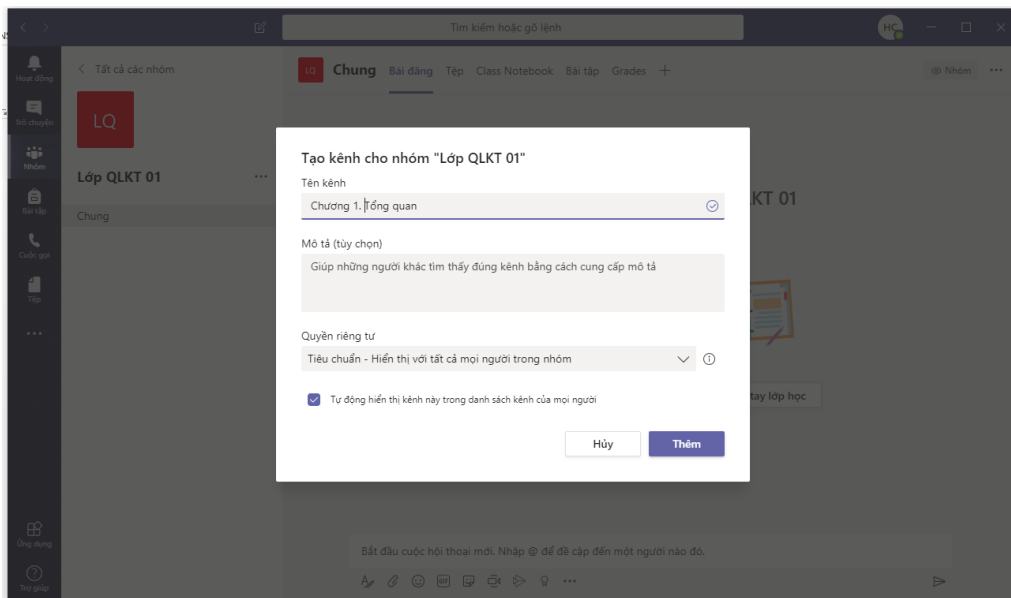 Tìm kiếm hoặc gõ lệnh
HC
Hoạt động
Trò chuyện
Nhóm
Bài tập
Cuộc gọi
Tệp
Ứng dụng
Trợ giúp
Tất cả các nhóm
LQ
Lớp QLKT 01
Chung
LQ Chung Bài đăng Tệp Class Notebook Bài tập Grades
Nhóm
KT 01
Tạo kênh cho nhóm "Lớp QLKT 01"
Tên kênh
Chương 1. Tổng quan
Mô tả (tùy chọn)
Giúp những người khác tìm thấy đúng kênh bằng cách cung cấp mô tả
Quyền riêng tư
Tiêu chuẩn - Hiển thị với tất cả mọi người trong nhóm
Tự động hiển thị kênh này trong danh sách kênh của mọi người
Hủy Thêm
tay lớp học
Bắt đầu cuộc hội thoại mới. Nhập @ để đề cập đến một người nào đó.
GIF